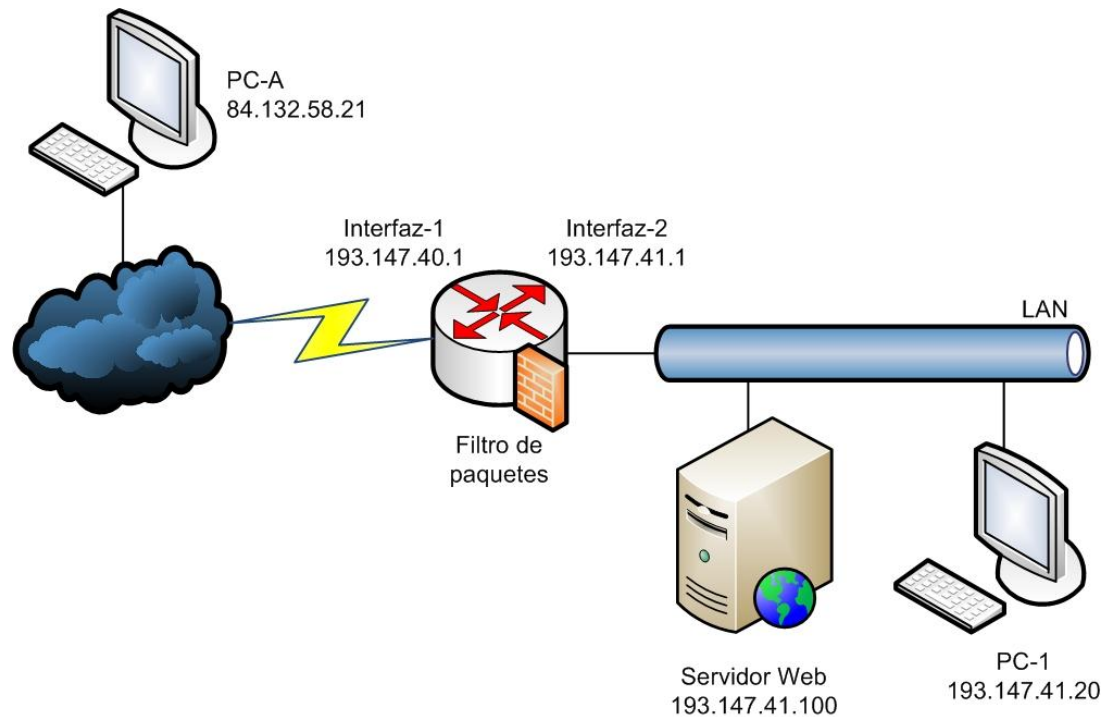 PC-A
84.132.58.21
Interfaz-1
193.147.40.1
Interfaz-2
193.147.41.1
LAN
Filtro de
paquetes
Servidor Web
193.147.41.100
PC-1
193.147.41.20